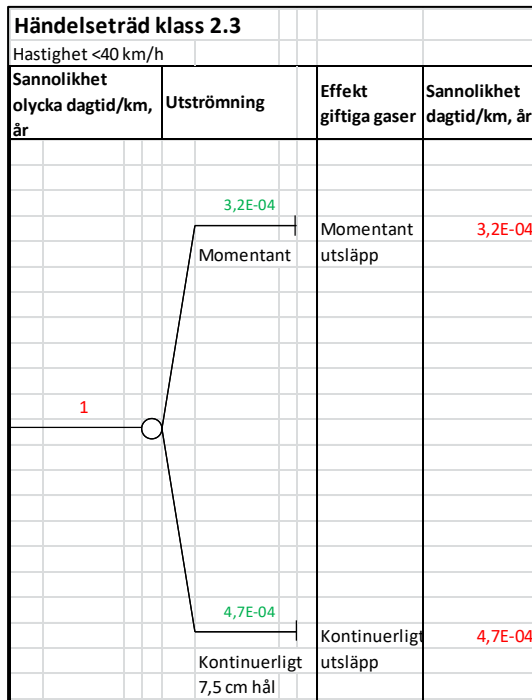 Händelseträd klass 2.3
Hastighet <40 km/h
Sannolikhet
olycka dagtid/km,
år
Utströmning
Effekt
giftiga gaser
Sannolikhet
dagtid/km, år
3,2E-04
Momentant
Momentant
utsläpp
3,2E-04
1
4,7E-04
Kontinuerligt
7,5 cm hål
Kontinuerligt
utsläpp
4,7E-04